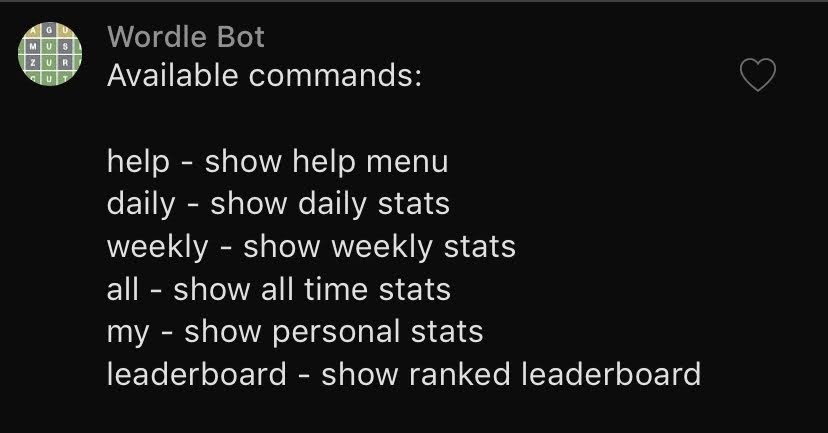 A G U
M U S
Z U R
G U T
Wordle Bot
Available commands:
help - show help menu
daily - show daily stats
weekly - show weekly stats
all - show all time stats
my - show personal stats
leaderboard - show ranked leaderboard